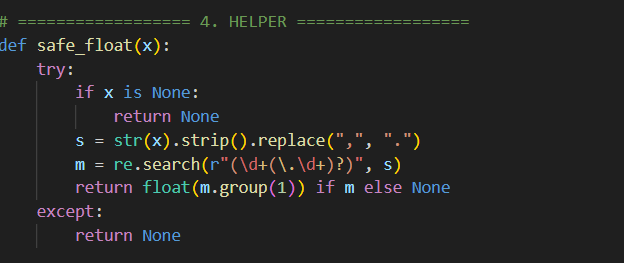 # ================== 4. HELPER ==================
def safe_float(x):
    try:
        if x is None:
            return None
        s = str(x).strip().replace(",", ".")
        m = re.search(r"(\d+(\.\d+)?)", s)
        return float(m.group(1)) if m else None
    except:
        return None